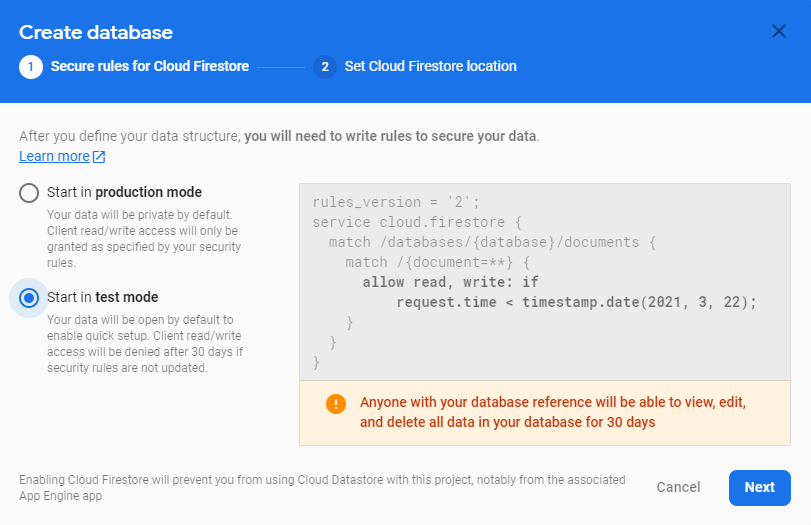 Create database
1 Secure rules for Cloud Firestore 2 Set Cloud Firestore location
After you define your data structure, you will need to write rules to secure your data.
Learn more
Start in production mode
Your data will be private by default.
Client read/write access will only be
granted as specified by your security
rules.
Start in test mode
Your data will be open by default to
enable quick setup. Client read/write
access will be denied after 30 days if
security rules are not updated.
rules_version = '2';
service cloud.firestore {
  match /databases/{database}/documents {
    match /{document=**} {
      allow read, write: if
          request.time < timestamp.date(2021, 3, 22);
    }
  }
}
Anyone with your database reference will be able to view, edit,
and delete all data in your database for 30 days
Enabling Cloud Firestore will prevent you from using Cloud Datastore with this project, notably from the associated
App Engine app
Cancel Next